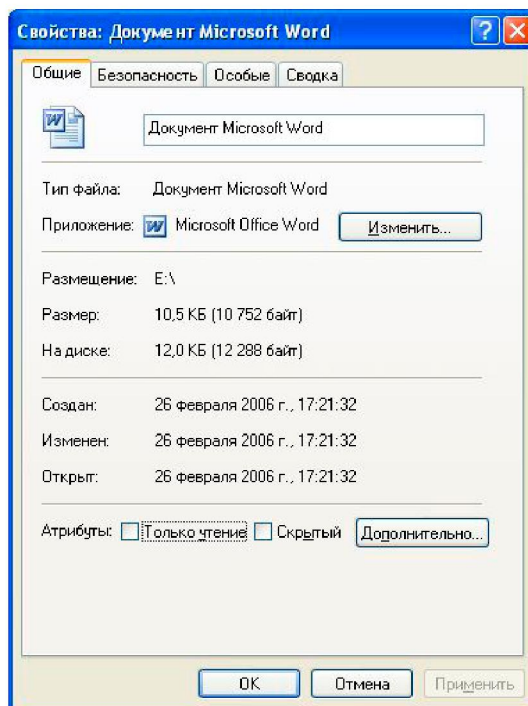 Свойства: Документ Microsoft Word
Общие Безопасность Особые Сводка
Документ Microsoft Word
Тип файла: Документ Microsoft Word
Приложение: Microsoft Office Word Изменить...
Размещение: E:\
Размер: 10,5 КБ (10 752 байт)
На диске: 12,0 КБ (12 288 байт)
Создан: 26 февраля 2006 г., 17:21:32
Изменен: 26 февраля 2006 г., 17:21:32
Открыт: 26 февраля 2006 г., 17:21:32
Атрибуты: Только чтение Скрытый Дополнительно...
OK Отмена Применить